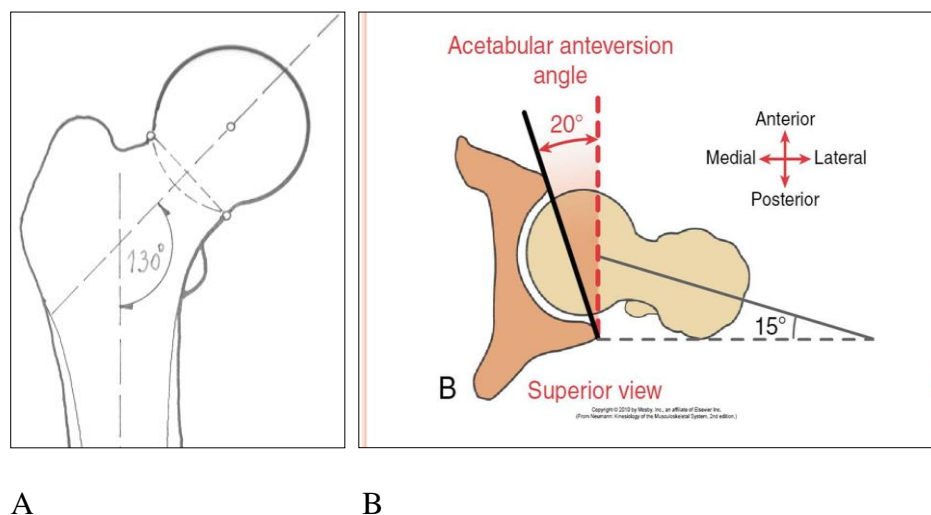 130°
Acetabular anteversion
angle
20°
Anterior
Medial
Lateral
Posterior
15°
B
Superior view
Copyright © 2010 by Mosby, Inc., an affiliate of Elsevier Inc.
(From Neumann: Kinesiology of the Musculoskeletal System, 2nd edition.)
A
B